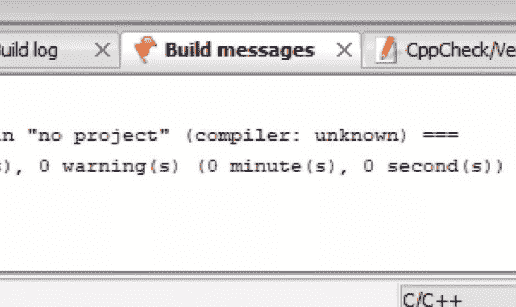 uild log Build messages CppCheck/Ve
n "no project" (compiler: unknown) ===
s), 0 warning(s) (0 minute(s), 0 second(s))
C/C++